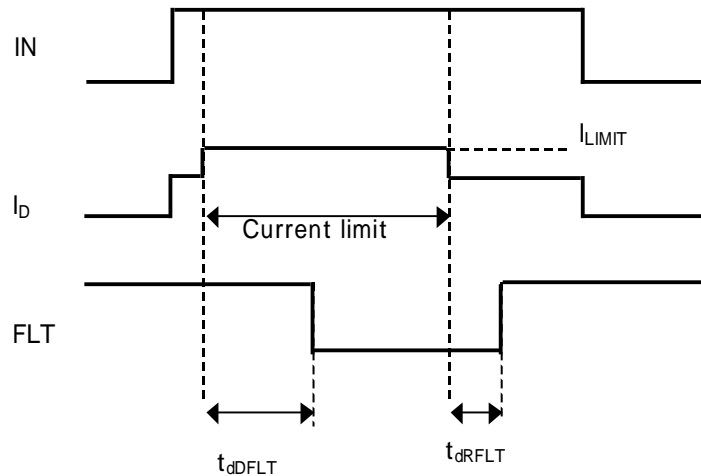 IN
I_LIMIT
I_D
Current limit
FLT
t_dDFLT
t_dRFLT